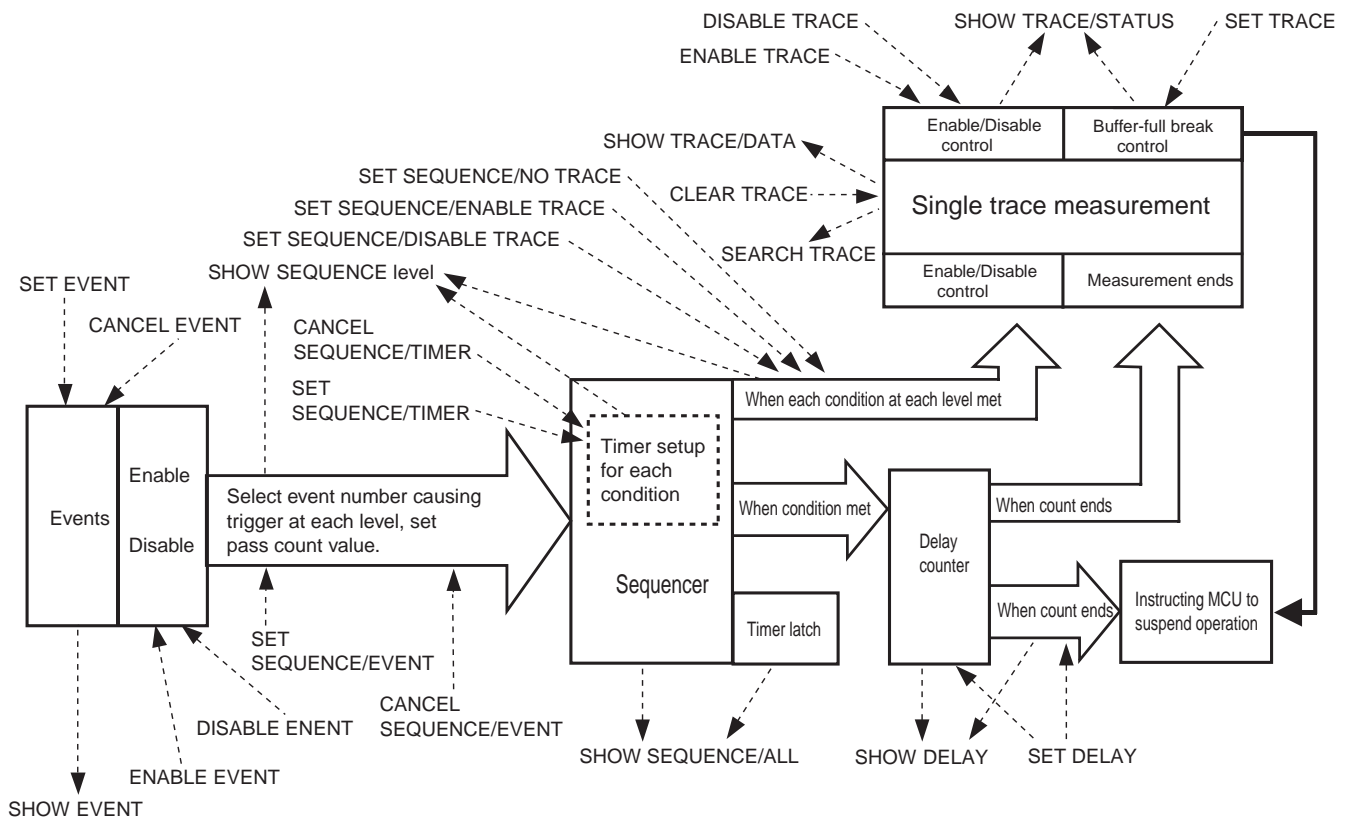 DISABLE TRACE
SHOW TRACE/STATUS
SET TRACE
ENABLE TRACE
Enable/Disable
control
Buffer-full break
control
SHOW TRACE/DATA
SET SEQUENCE/NO TRACE
CLEAR TRACE
Single trace measurement
SET SEQUENCE/ENABLE TRACE
SET SEQUENCE/DISABLE TRACE
SEARCH TRACE
SHOW SEQUENCE level
Enable/Disable
control
Measurement ends
SET EVENT
CANCEL EVENT
CANCEL
SEQUENCE/TIMER
SET
SEQUENCE/TIMER
When each condition at each level met
Timer setup
for each
condition
Events
Enable
Disable
Select event number causing
trigger at each level, set
pass count value.
When condition met
When count ends
Delay
counter
Sequencer
When count ends
Instructing MCU to
suspend operation
Timer latch
SET
SEQUENCE/EVENT
CANCEL
SEQUENCE/EVENT
DISABLE ENENT
SHOW SEQUENCE/ALL
SHOW DELAY
SET DELAY
ENABLE EVENT
SHOW EVENT